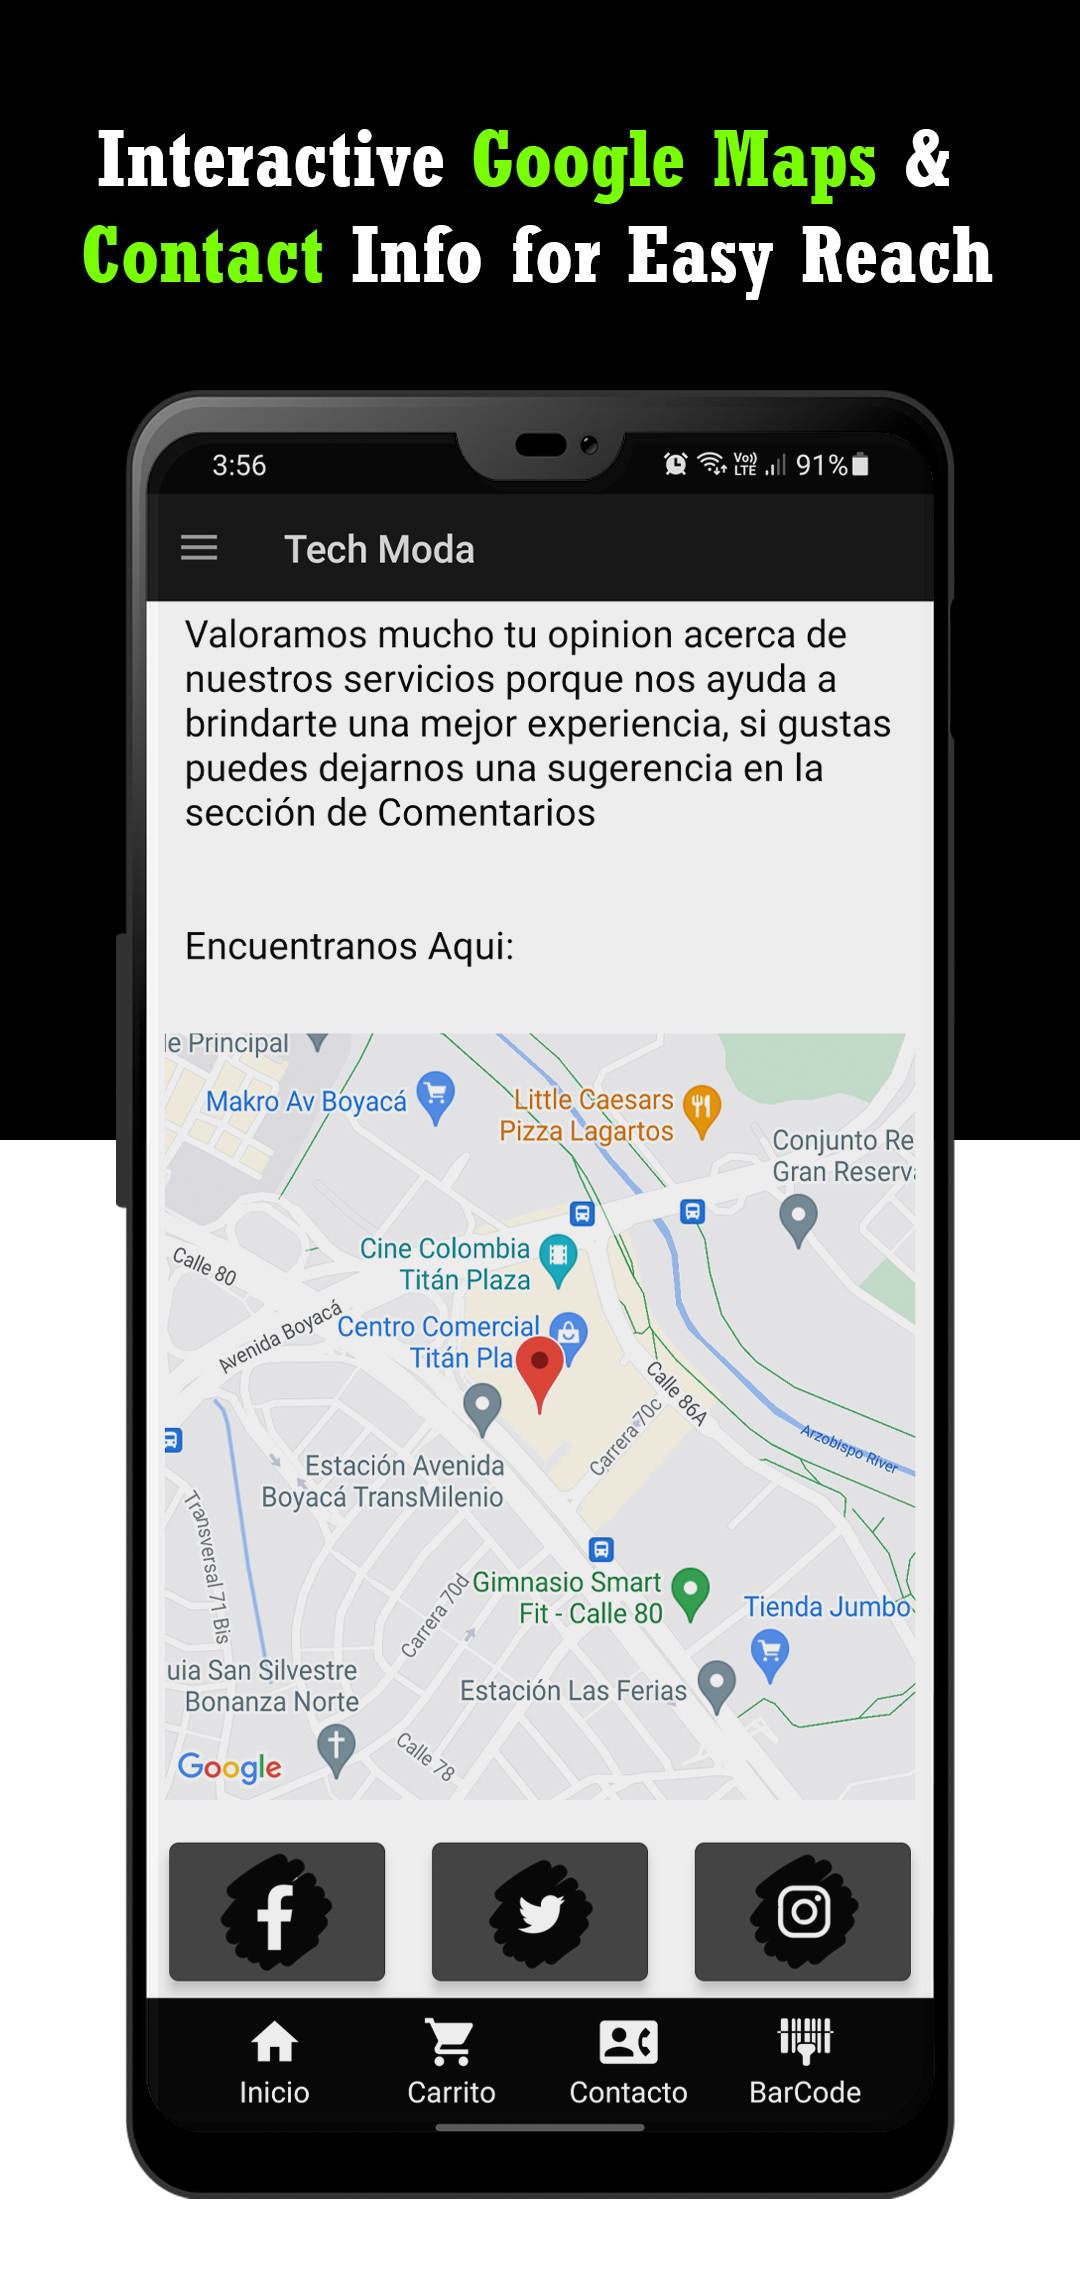 Interactive Google Maps &
Contact Info for Easy Reach
3:56
Vo))
LTE
91%
Tech Moda
Valoramos mucho tu opinion acerca de
nuestros servicios porque nos ayuda a
brindarte una mejor experiencia, si gustas
puedes dejarnos una sugerencia en la
sección de Comentarios
Encuentranos Aqui:
le Principal
Makro Av Boyacá
Little Caesars
Pizza Lagartos
Conjunto Re
Gran Reserva
Calle 80
Cine Colombia
Titán Plaza
Avenida Boyacá
Centro Comercial
Titán Pla
Calle 86A
Carrera 70c
Arzobispo River
Estación Avenida
Boyacá TransMilenio
Transversal 71 Bis
Carrera 70d
Gimnasio Smart
Fit - Calle 80
Tienda Jumbo
uia San Silvestre
Bonanza Norte
Estación Las Ferias
Calle 78
Google
Inicio
Carrito
Contacto
BarCode